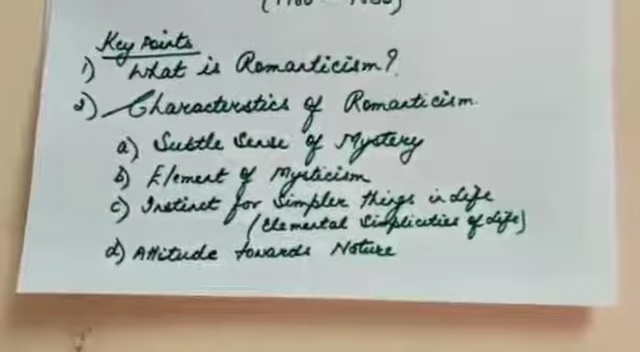 Key Points
1) What is Romanticism?
2) Characterstics of Romanticism
a) Subtle Sense of Mystery
b) Element of Mysticism
c) Instinct for Simpler things in Life
(Elemental Simplicities of Life)
d) Attitude towards Nature